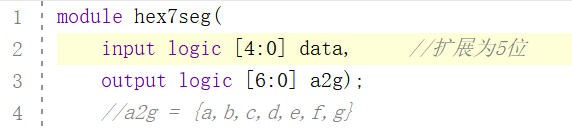 1 module hex7seg(
2 input logic [4:0] data, //扩展为5位
3 output logic [6:0] a2g);
4 //a2g = {a,b,c,d,e,f,g}